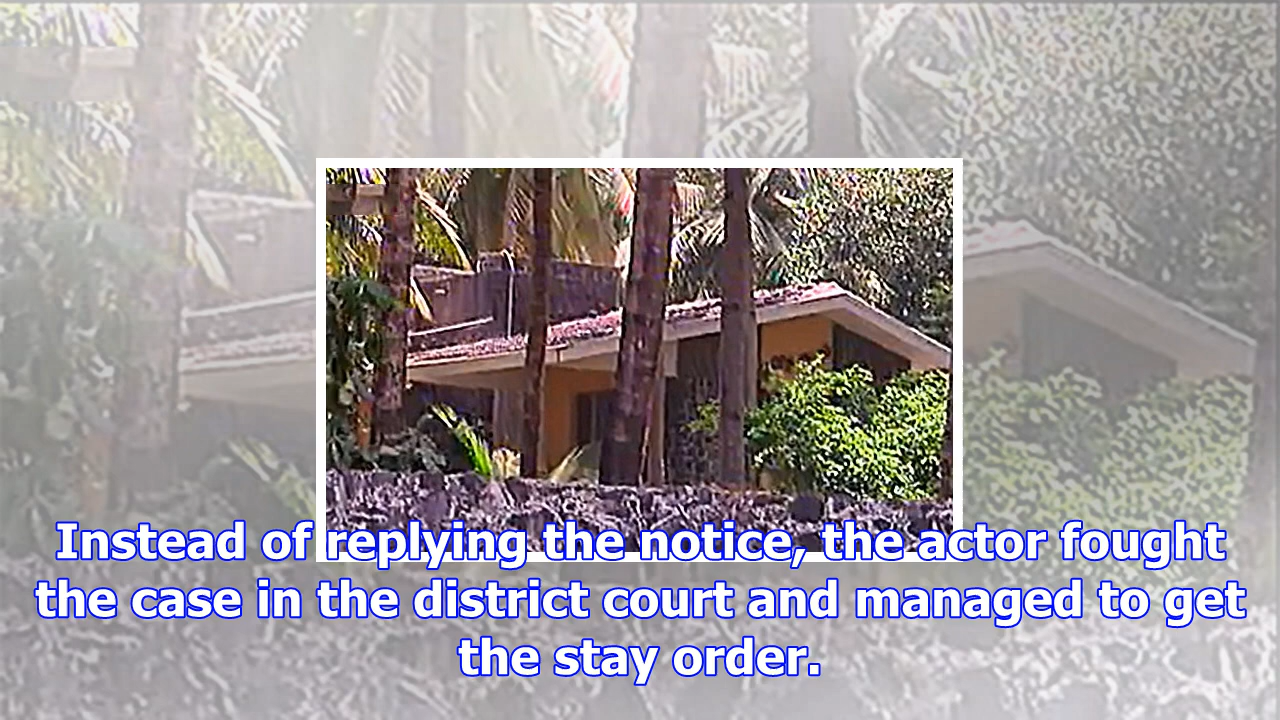 Instead of replying the notice, the actor fought
the case in the district court and managed to get
the stay order.